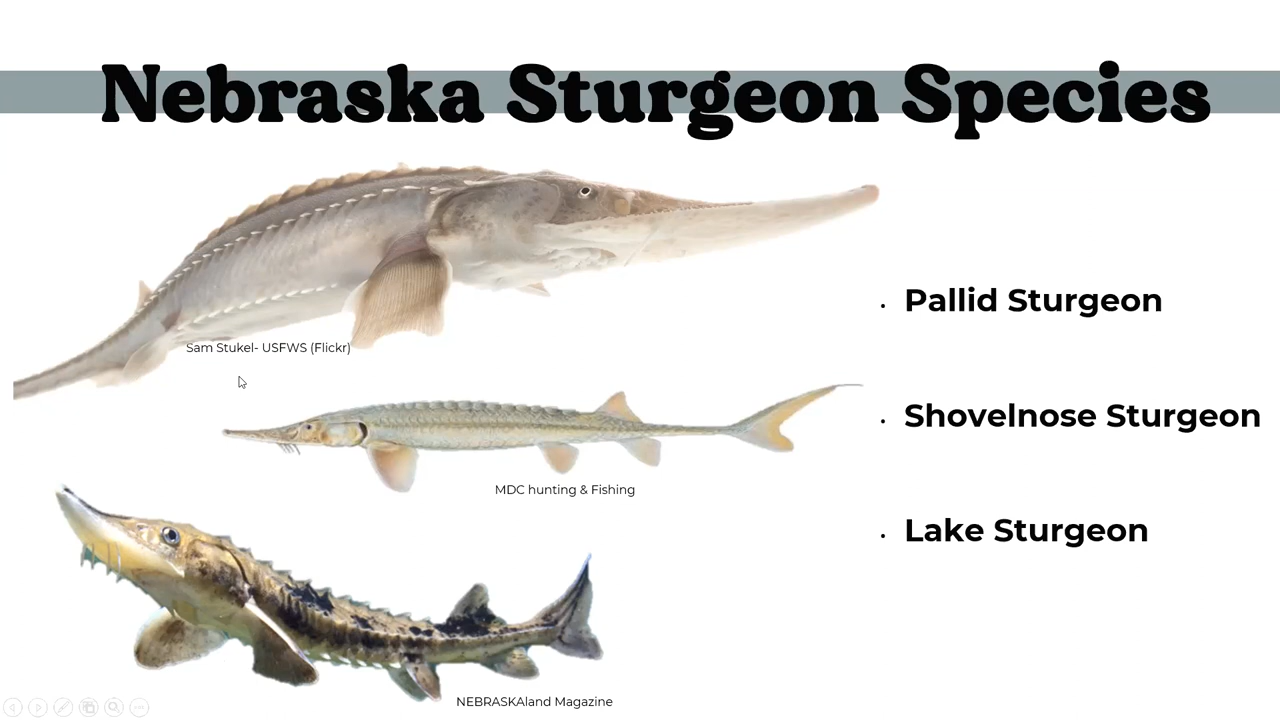 Nebraska Sturgeon Species
Sam Stukel- USFWS (Flickr)
MDC hunting & Fishing
NEBRASKAland Magazine
• Pallid Sturgeon
• Shovelnose Sturgeon
• Lake Sturgeon